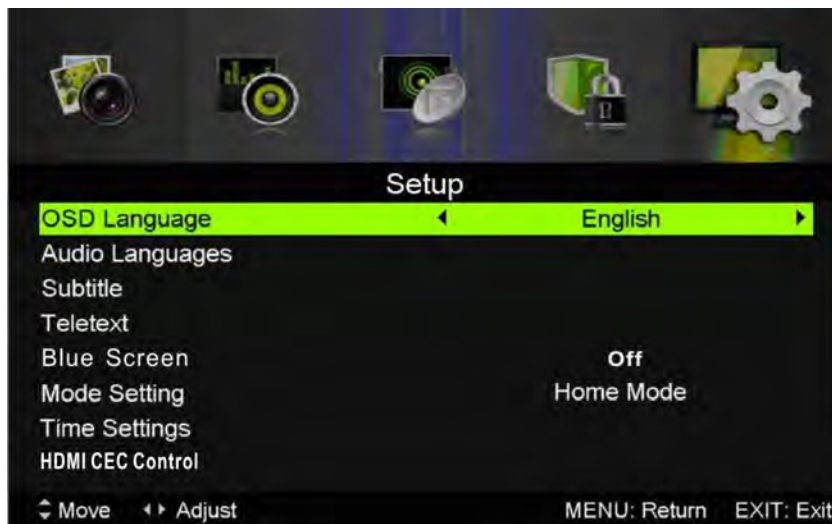 Setup
OSD Language English
Audio Languages
Subtitle
Teletext
Blue Screen Off
Mode Setting Home Mode
Time Settings
HDMI CEC Control
Move Adjust MENU: Return EXIT: Exit